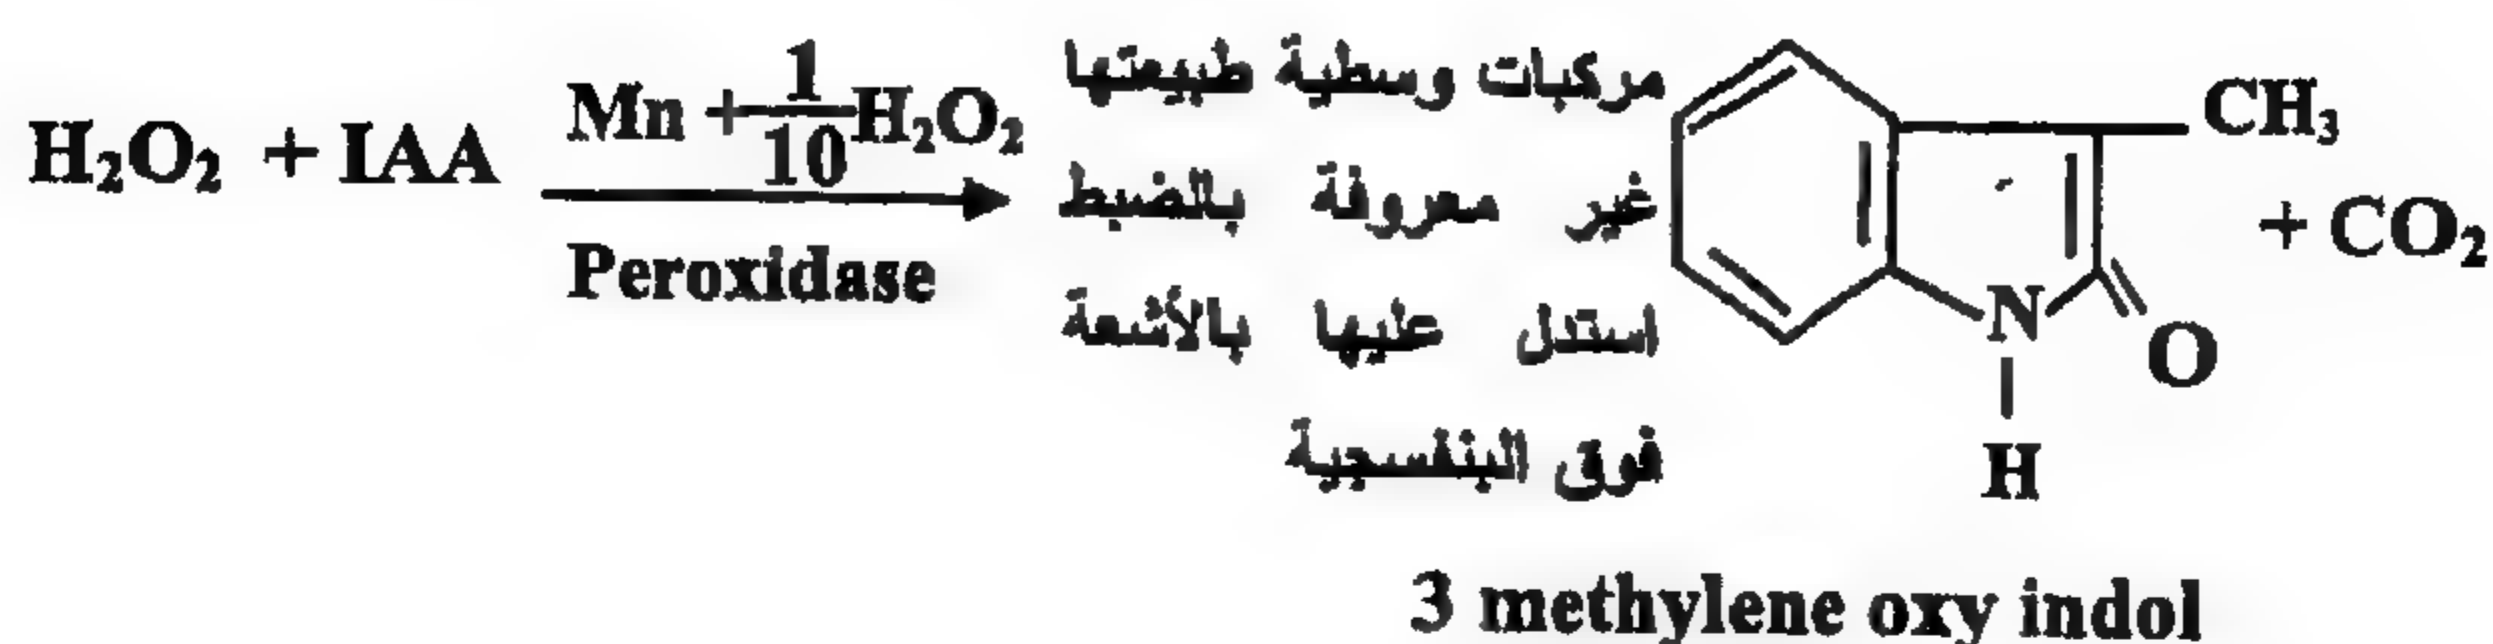 H₂O₂ + IAA
Mn + 1/10 H₂O₂
Peroxidase
مركبات وسطية طبيعتها
غير معروفة بالضبط
استدل عليها بالأشعة
فوق البنفسجية
CH₃
+ CO₂
N
O
H
3 methylene oxy indol